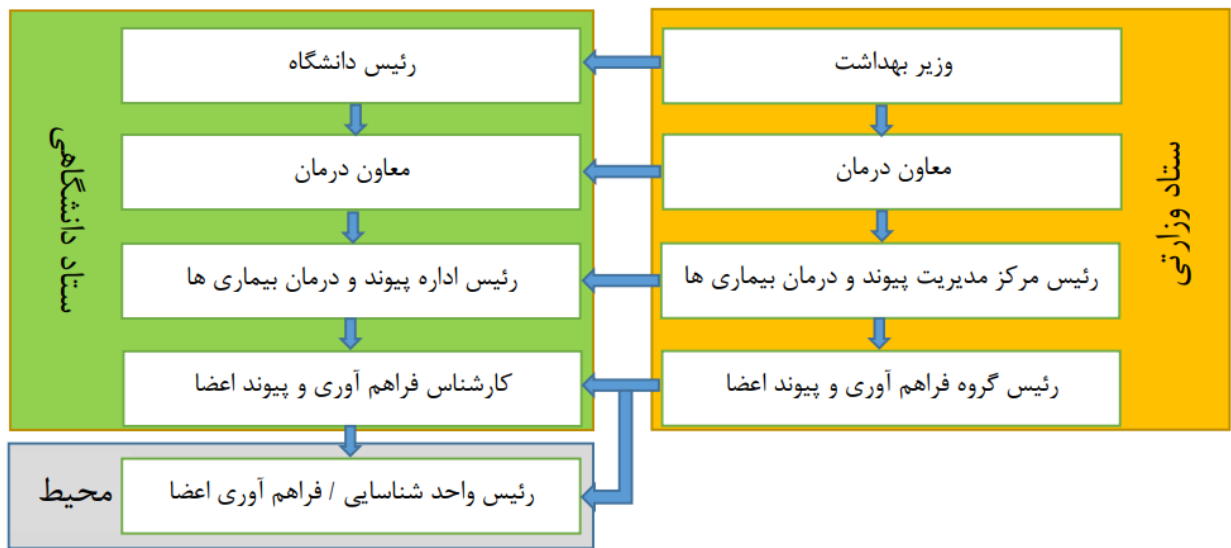 ستاد وزارتی
وزیر بهداشت
معاون درمان
رئیس مرکز مدیریت پیوند و درمان بیماری ها
رئیس گروه فراهم آوری و پیوند اعضا
ستاد دانشگاهی
رئیس دانشگاه
معاون درمان
رئیس اداره پیوند و درمان بیماری ها
کارشناس فراهم آوری و پیوند اعضا
محیط
رئیس واحد شناسایی / فراهم آوری اعضا